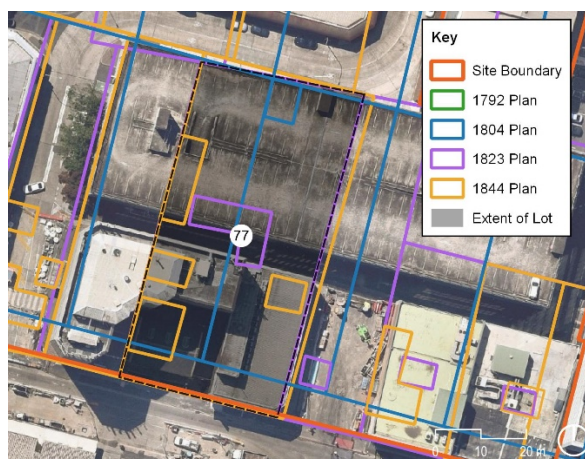 Key
Site Boundary
1792 Plan
1804 Plan
1823 Plan
1844 Plan
Extent of Lot
77
0 10 20